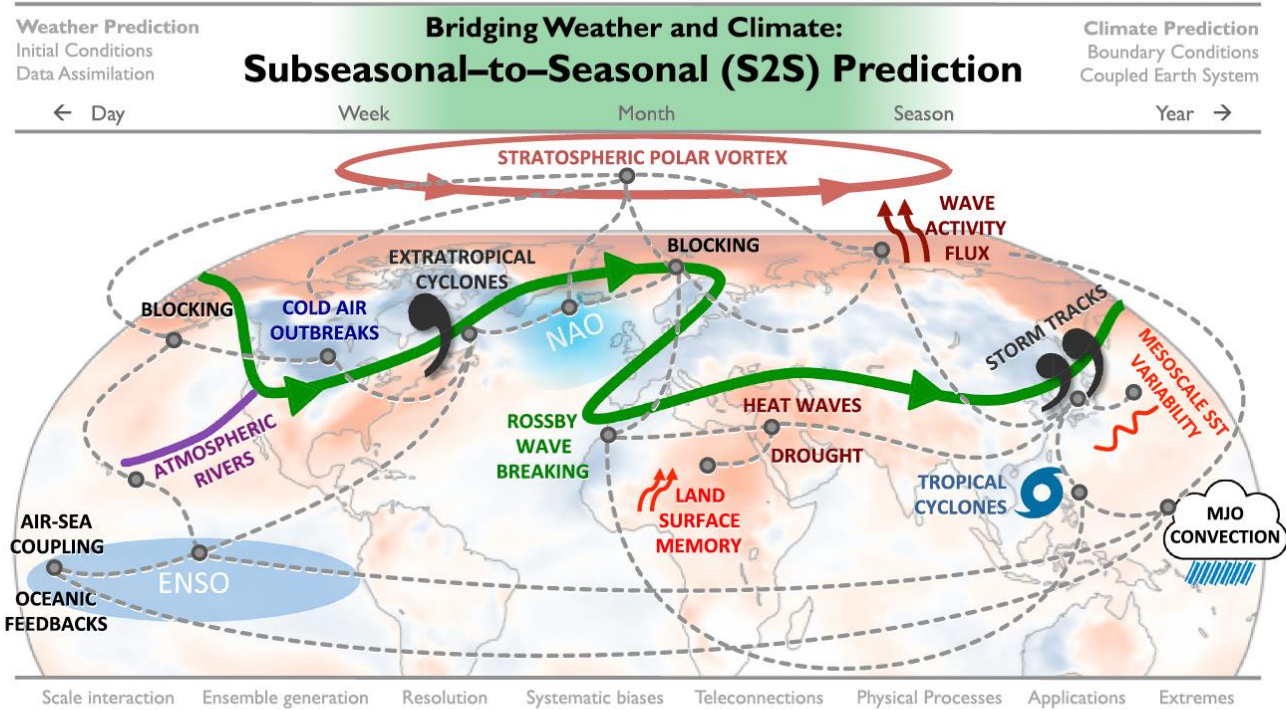 Weather Prediction
Initial Conditions
Data Assimilation
Bridging Weather and Climate:
Subseasonal–to–Seasonal (S2S) Prediction
Climate Prediction
Boundary Conditions
Coupled Earth System
← Day
Week
Month
Season
Year →
STRATOSPHERIC POLAR VORTEX
WAVE
ACTIVITY
FLUX
BLOCKING
EXTRATROPICAL
CYCLONES
BLOCKING
COLD AIR
OUTBREAKS
NAO
STORM TRACKS
MESOSCALE SST
VARIABILITY
ATMOSPHERIC
RIVERS
ROSSBY
WAVE
BREAKING
HEAT WAVES
DROUGHT
LAND
SURFACE
MEMORY
TROPICAL
CYCLONES
MJO
CONVECTION
AIR-SEA
COUPLING
ENSO
OCEANIC
FEEDBACKS
Scale interaction
Ensemble generation
Resolution
Systematic biases
Teleconnections
Physical Processes
Applications
Extremes